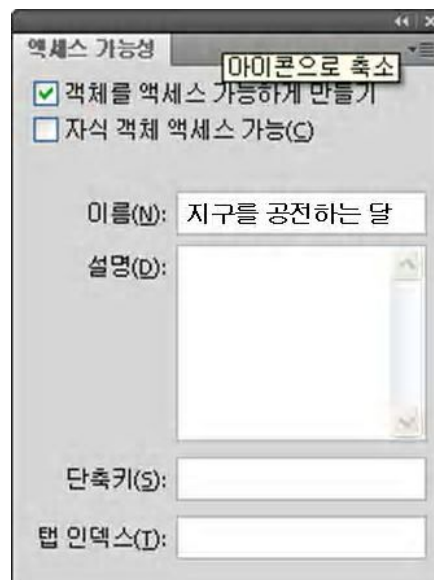 액세스 가능성
아이콘으로 축소
객체를 액세스 가능하게 만들기
자식 객체 액세스 가능(C)
이름(N): 지구를 공전하는 달
설명(D):
단축키(S):
탭 인덱스(T):